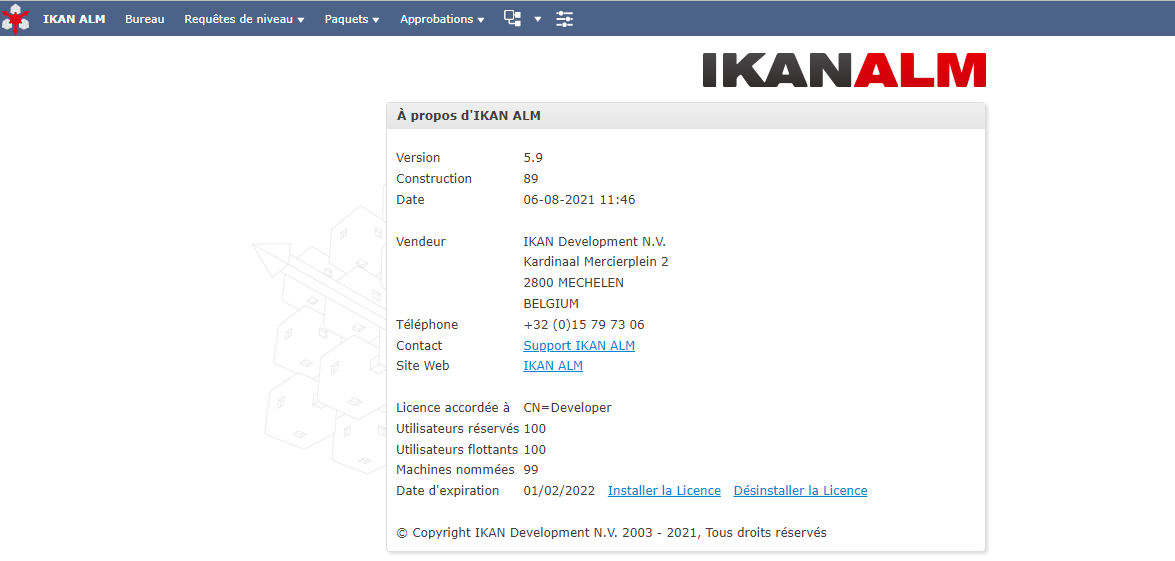 IKAN ALM Bureau Requêtes de niveau Paquets Approbations
IKANALM
À propos d'IKAN ALM
Version 5.9
Construction 89
Date 06-08-2021 11:46
Vendeur IKAN Development N.V.
Kardinaal Mercierplein 2
2800 MECHELEN
BELGIUM
Téléphone +32 (0)15 79 73 06
Contact Support IKAN ALM
Site Web IKAN ALM
Licence accordée à CN=Developer
Utilisateurs réservés 100
Utilisateurs flottants 100
Machines nommées 99
Date d'expiration 01/02/2022 Installer la Licence Désinstaller la Licence
© Copyright IKAN Development N.V. 2003 - 2021, Tous droits réservés